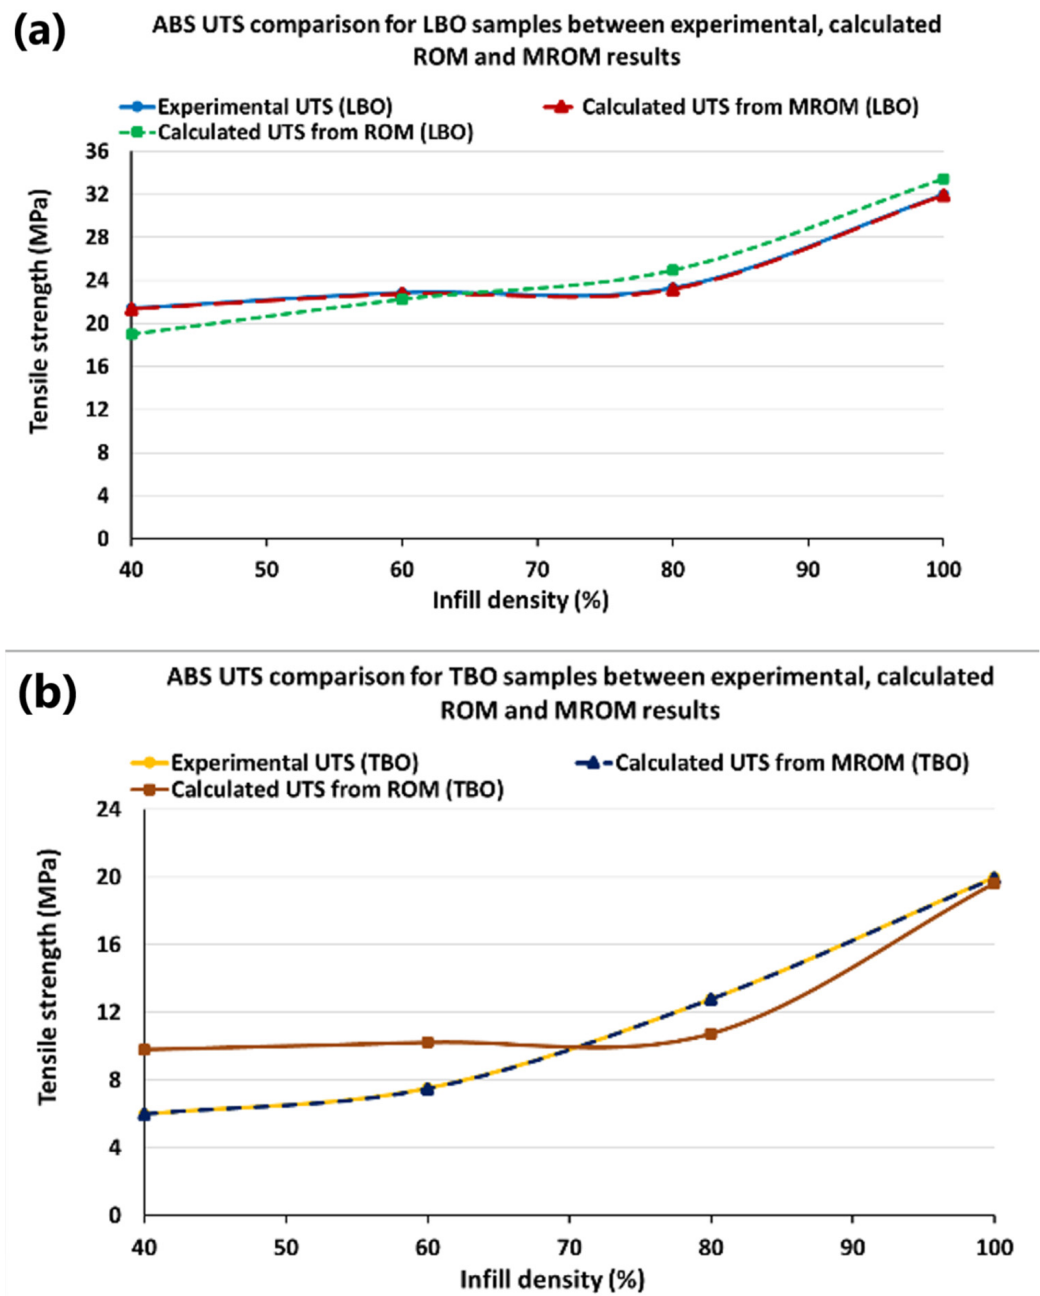 (a)
ABS UTS comparison for LBO samples between experimental, calculated
ROM and MROM results
Experimental UTS (LBO)
Calculated UTS from MROM (LBO)
Calculated UTS from ROM (LBO)
Tensile strength (MPa)
36
32
28
24
20
16
12
8
4
0
40 50 60 70 80 90 100
Infill density (%)
(b)
ABS UTS comparison for TBO samples between experimental, calculated
ROM and MROM results
Experimental UTS (TBO)
Calculated UTS from MROM (TBO)
Calculated UTS from ROM (TBO)
Tensile strength (MPa)
24
20
16
12
8
4
0
40 50 60 70 80 90 100
Infill density (%)